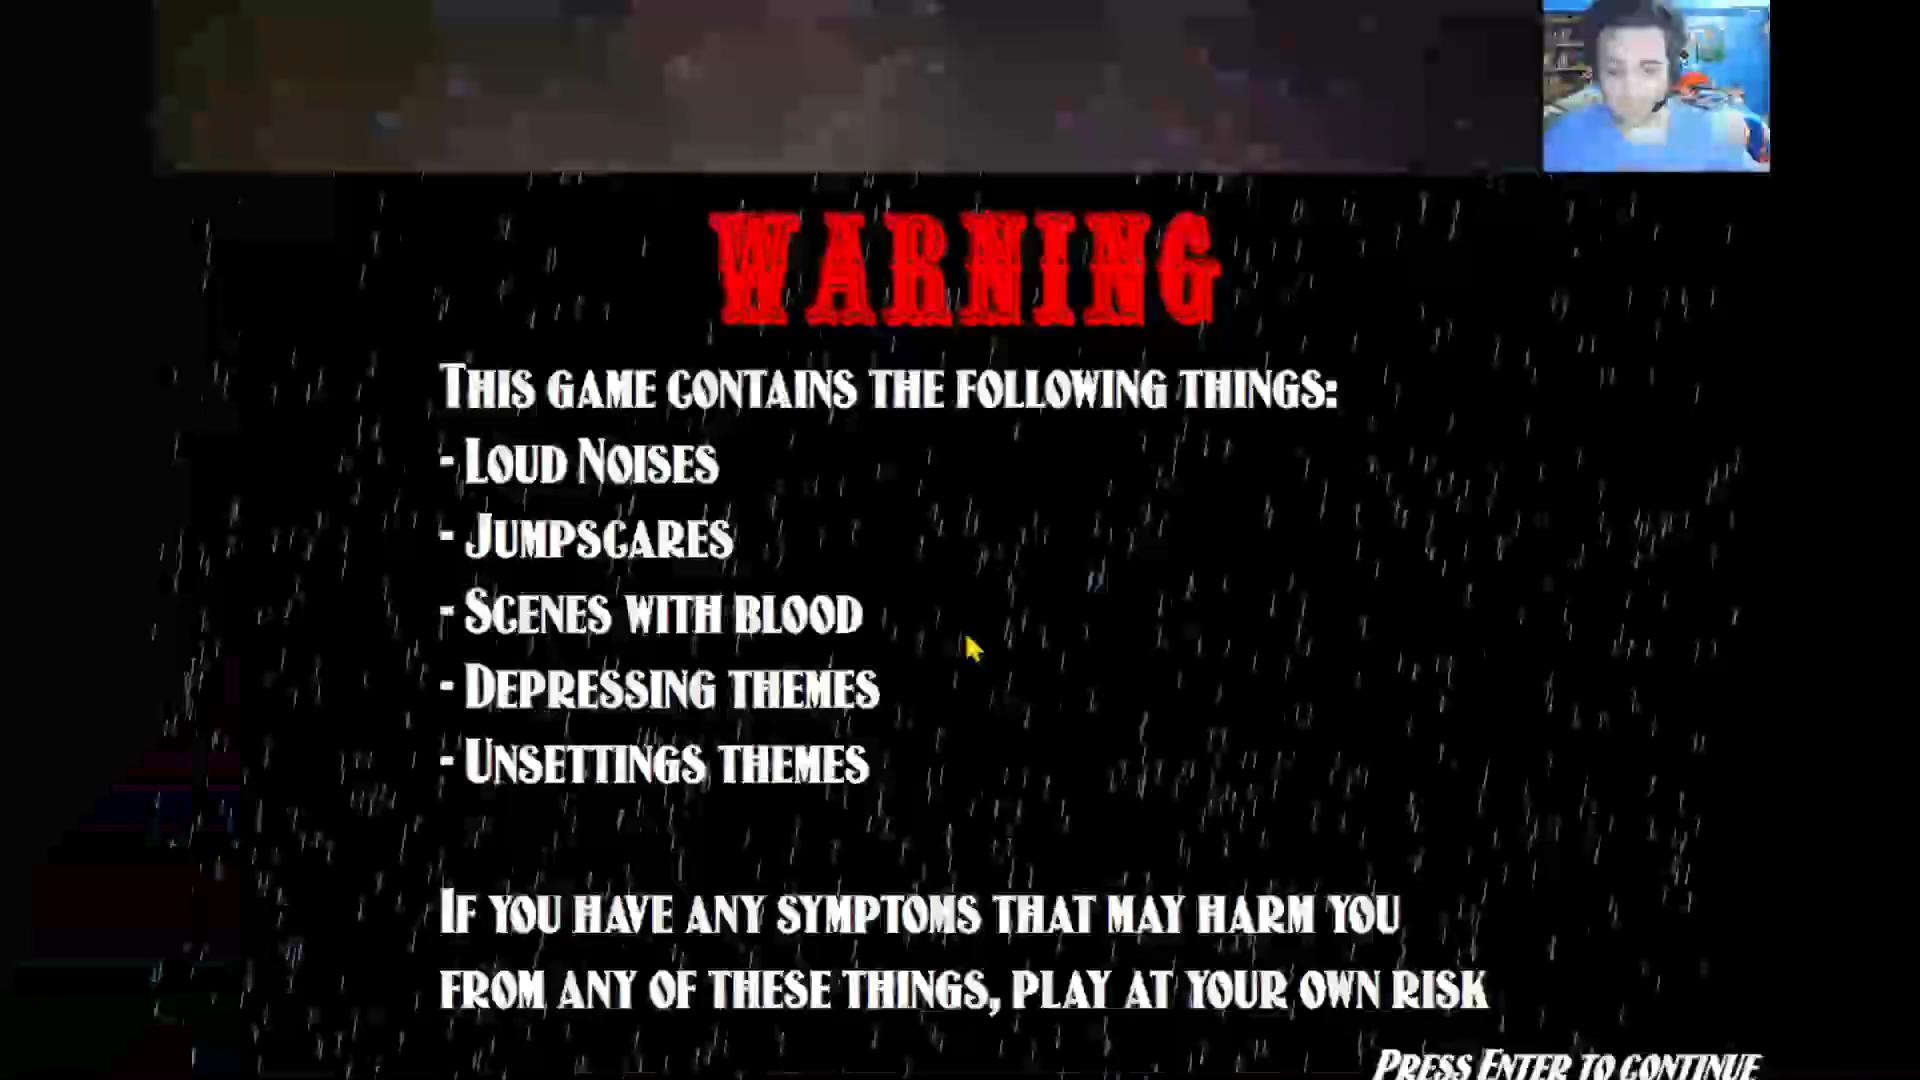 WARNING
THIS GAME CONTAINS THE FOLLOWING THINGS:
- LOUD NOISES
- JUMPSCARES
- SCENES WITH BLOOD
- DEPRESSING THEMES
- UNSETTINGS THEMES
IF YOU HAVE ANY SYMPTOMS THAT MAY HARM YOU
FROM ANY OF THESE THINGS, PLAY AT YOUR OWN RISK
PRESS ENTER TO CONTINUE